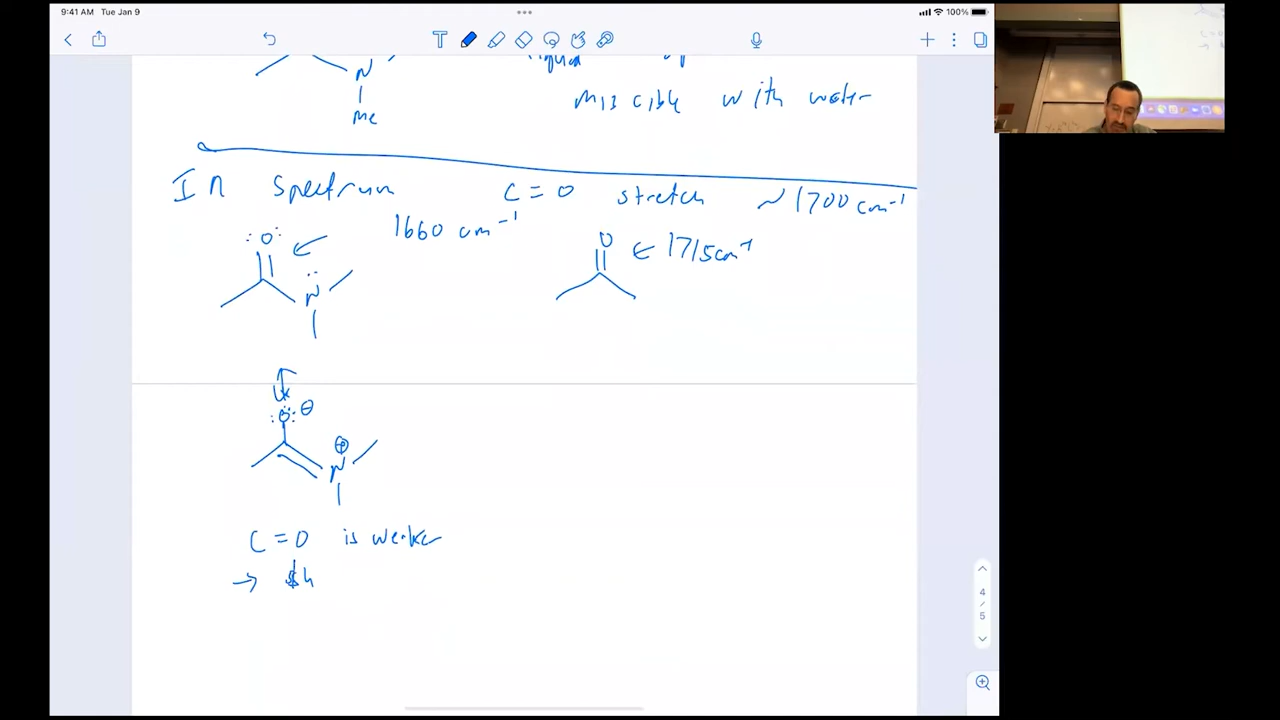 9:41 AM Tue Jan 9
100%
N
liquid
Me
miscible with water
IR Spectrum C=O stretch ~1700 cm⁻¹
1660 cm⁻¹
:O: O ← 1715 cm⁻¹
N
:O: ⊖
⊕
N
C=O is weaker
→
4
/
5